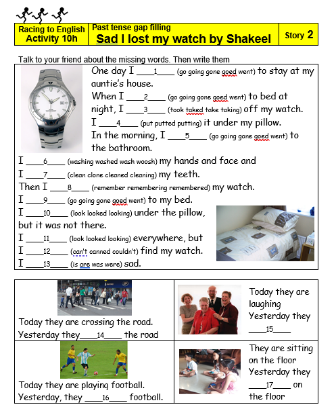 Racing to English
Activity 10h
Past tense gap filling
Sad I lost my watch by Shakeel
Story 2
Talk to your friend about the missing words. Then write them
One day I ____1____ (go going gone goed went) to stay at my
auntie's house.
When I ____2____ (go going gone goed went) to bed at
night, I ____3____ (took taked take taking) off my watch.
I ____4____ (put putted putting) it under my pillow.
In the morning, I ____5____ (go going gone goed went) to
the bathroom.
I ____6____ (washing washed wash woosh) my hands and face and
I ____7____ (clean clone cleaned cleaning) my teeth.
Then I ____8____ (remember remembering remembered) my watch.
I ____9____ (go going gone goed went) to my bed.
I ____10____ (look looked looking) under the pillow,
but it was not there.
I ____11____ (look looked looking) everywhere, but
I ____12____ (can't canned couldn't) find my watch.
I ____13____ (is are was were) sad.
Today they are crossing the road.
Yesterday they____14____ the road
Today they are
laughing
Yesterday they
____15____
Today they are playing football.
Yesterday, they ____16____ football.
They are sitting
on the floor
Yesterday they
____17____ on
the floor